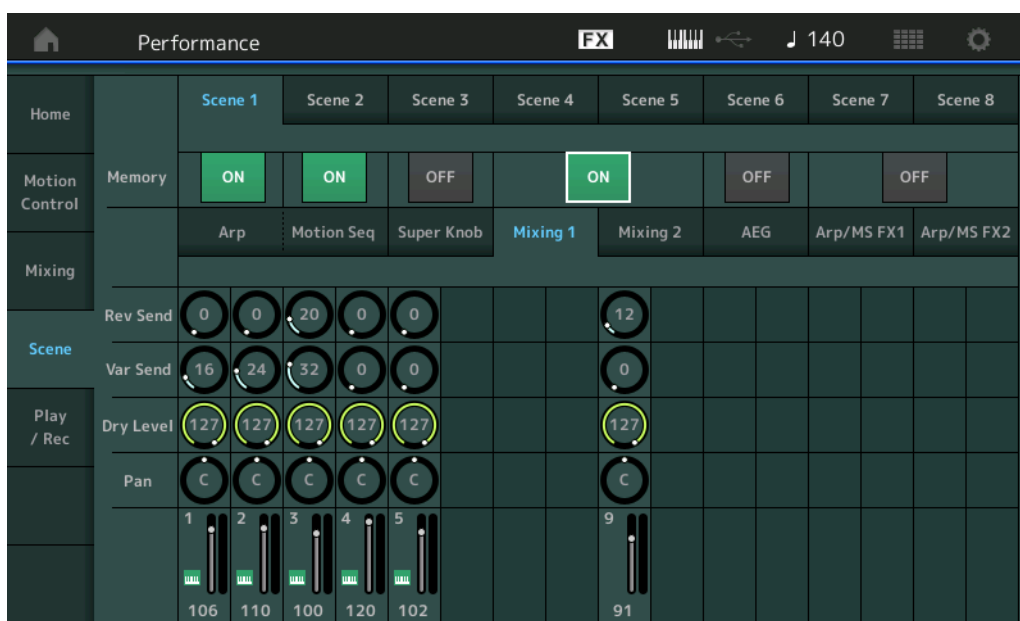 Performance FX 140
Scene 1 Scene 2 Scene 3 Scene 4 Scene 5 Scene 6 Scene 7 Scene 8
Home
Memory ON ON OFF ON OFF OFF
Motion
Control
Arp Motion Seq Super Knob Mixing 1 Mixing 2 AEG Arp/MS FX1 Arp/MS FX2
Mixing
Rev Send 0 0 20 0 0 12
Scene
Var Send 16 24 32 0 0 0
Play
/ Rec
Dry Level 127 127 127 127 127 127
Pan C C C C C C
1 2 3 4 5 9
106 110 100 120 102 91